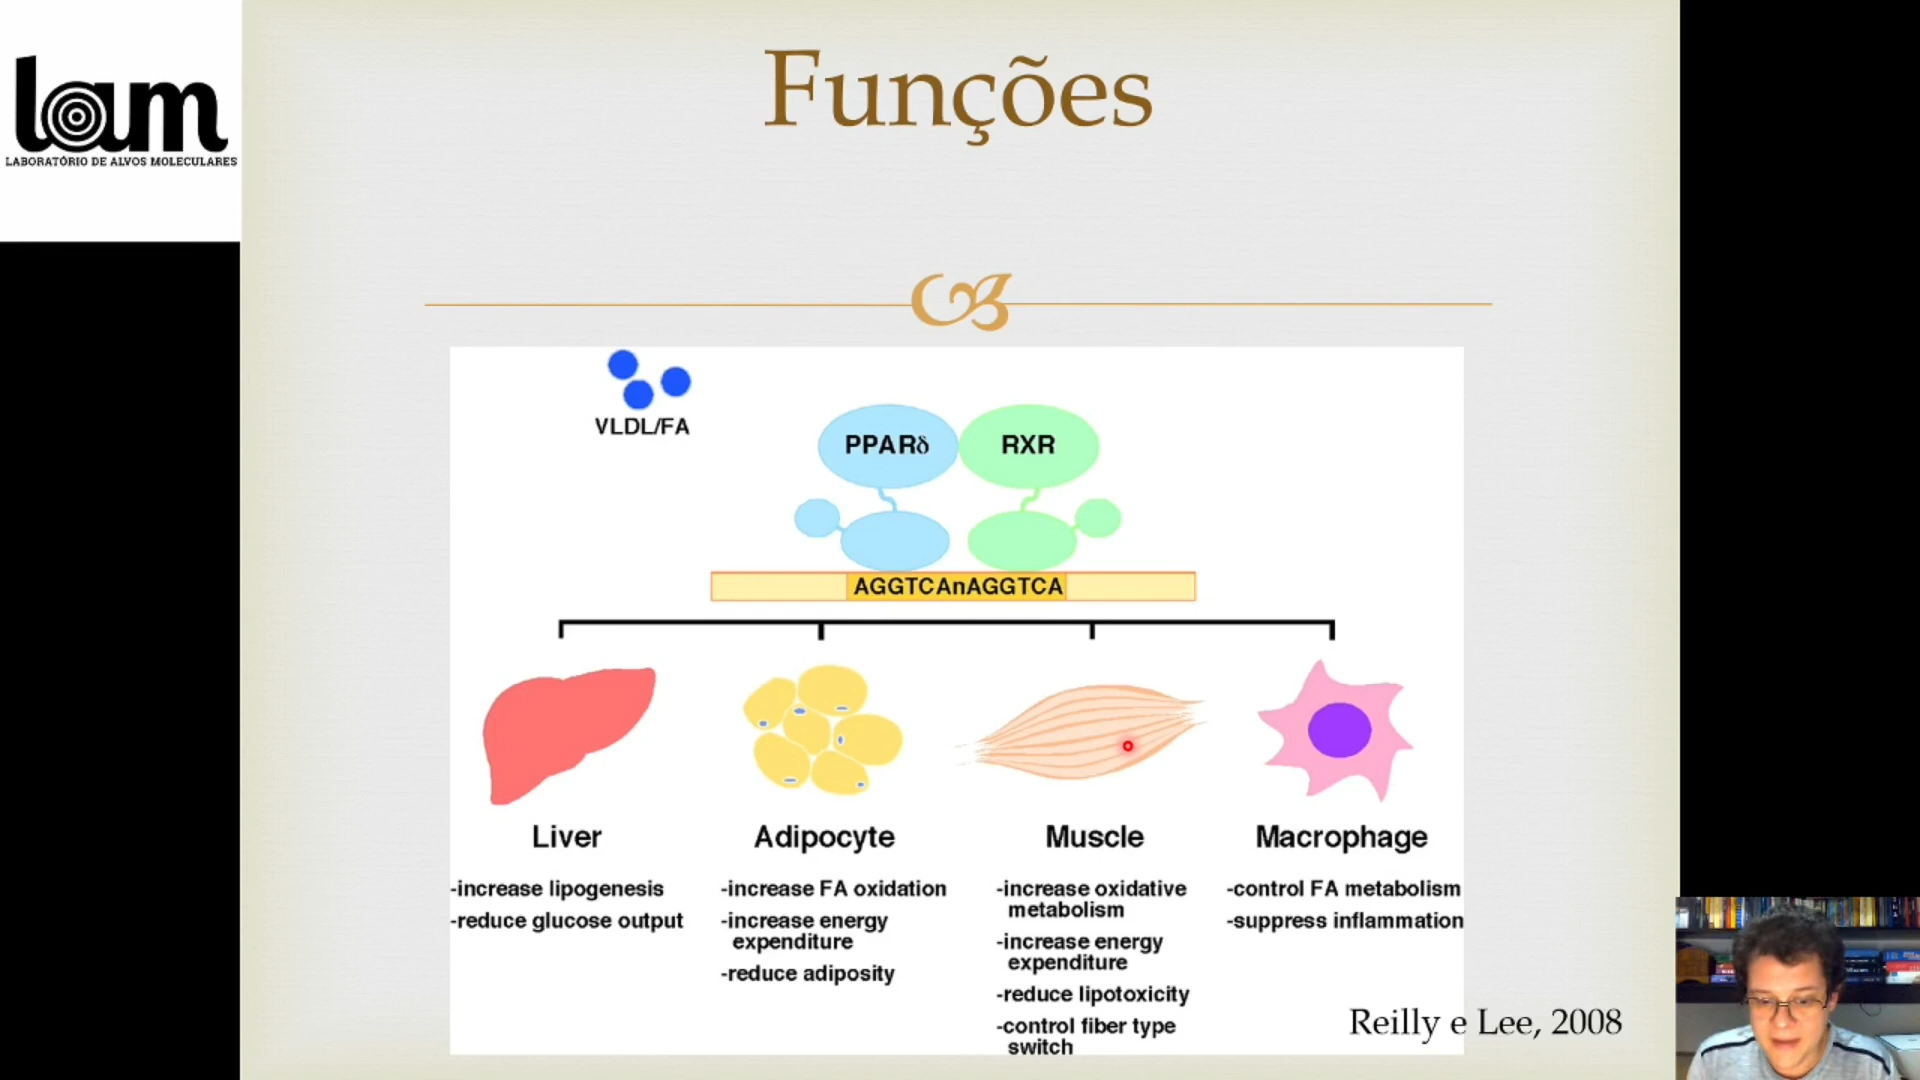 lam
LABORATÓRIO DE ALVOS MOLECULARES
Funções
VLDL/FA
PPARδ
RXR
AGGTCAnAGGTCA
Liver
-increase lipogenesis
-reduce glucose output
Adipocyte
-increase FA oxidation
-increase energy
expenditure
-reduce adiposity
Muscle
-increase oxidative
metabolism
-increase energy
expenditure
-reduce lipotoxicity
-control fiber type
switch
Macrophage
-control FA metabolism
-suppress inflammation
Reilly e Lee, 2008